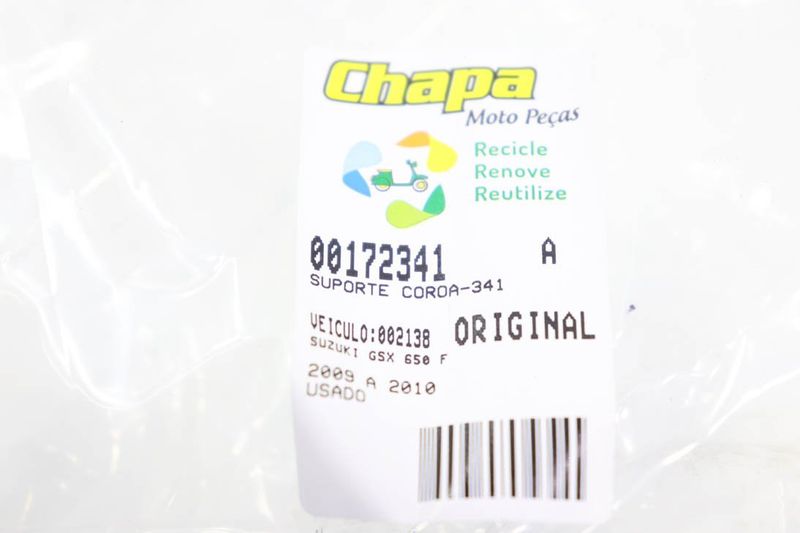 Chapa
Moto Peças
Recicle
Renove
Reutilize
00172341 A
SUPORTE COROA-341
VEICULO:002138 ORIGINAL
SUZUKI GSX 650 F
2009 A 2010
USADO